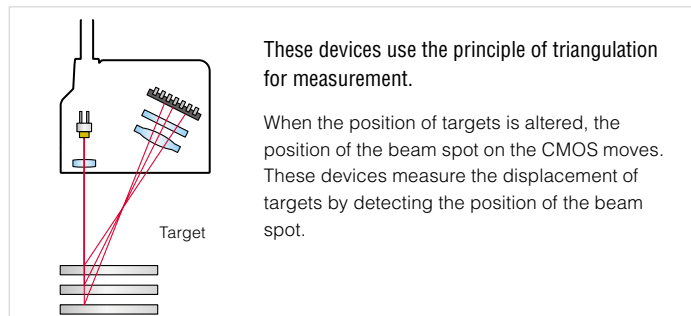 These devices use the principle of triangulation
for measurement.
When the position of targets is altered, the
position of the beam spot on the CMOS moves.
These devices measure the displacement of
targets by detecting the position of the beam
spot.
Target